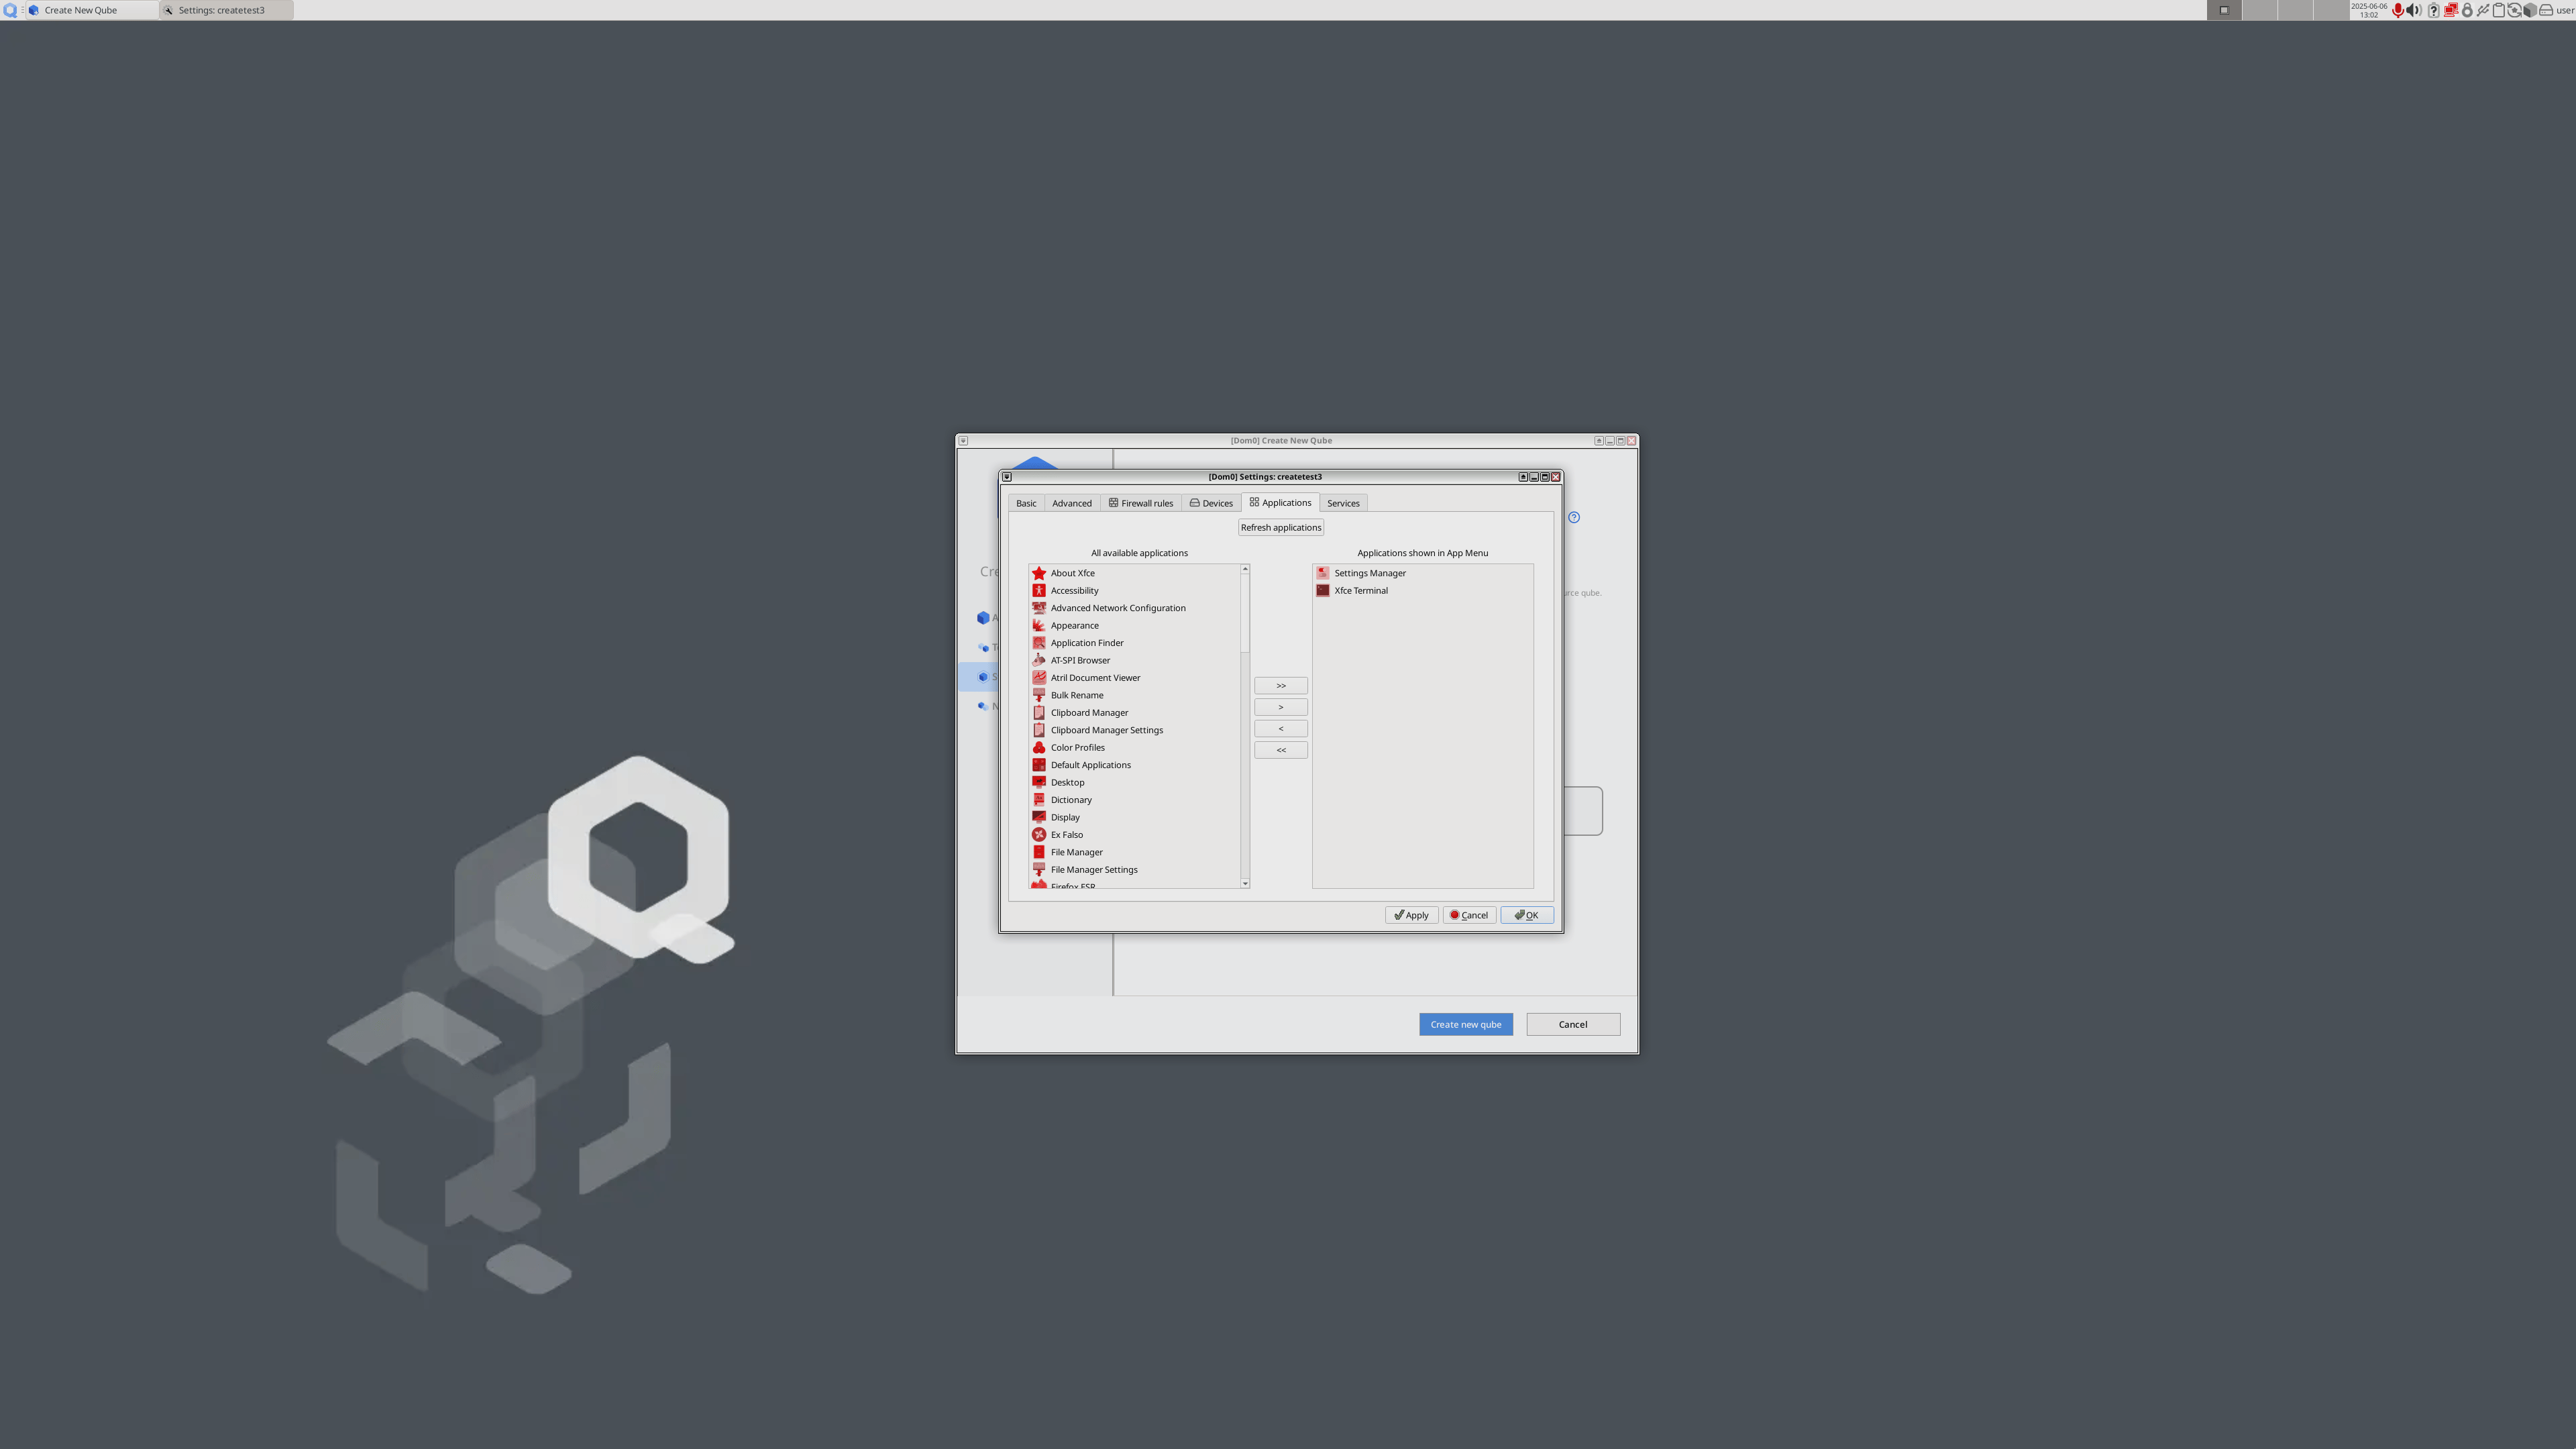 Create New Qube
Settings: createtest3
2025-06-06
13:02
user
[Dom0] Create New Qube
[Dom0] Settings: createtest3
Basic
Advanced
Firewall rules
Devices
Applications
Services
Refresh applications
All available applications
Applications shown in App Menu
About Xfce
Accessibility
Advanced Network Configuration
Appearance
Application Finder
AT-SPI Browser
Atril Document Viewer
Bulk Rename
Clipboard Manager
Clipboard Manager Settings
Color Profiles
Default Applications
Desktop
Dictionary
Display
Ex Falso
File Manager
File Manager Settings
Firefox ESR
>>
>
<
<<
Settings Manager
Xfce Terminal
Cre
urce qube.
Apply
Cancel
OK
Create new qube
Cancel